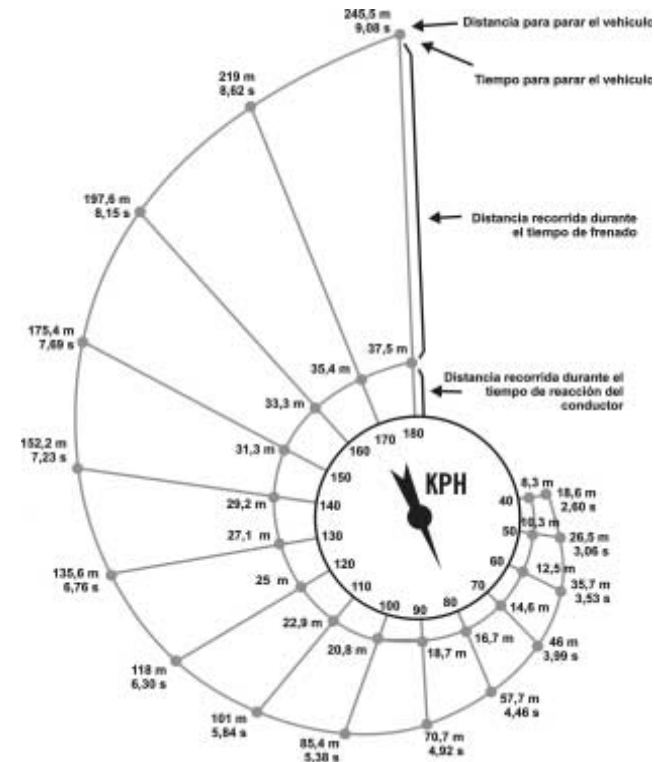 245,5 m
9,08 s
Distancia para parar el vehículo
Tiempo para parar el vehículo
219 m
8,62 s
197,6 m
8,15 s
Distancia recorrida durante
el tiempo de frenado
175,4 m
7,69 s
37,5 m
35,4 m
Distancia recorrida durante el
tiempo de reacción del
conductor
33,3 m
180
170
160
152,2 m
7,23 s
31,3 m
150
KPH
8,3 m
18,6 m
2,60 s
40
29,2 m
140
10,3 m
50
26,5 m
3,06 s
27,1 m
130
60
12,5 m
135,6 m
6,76 s
25 m
120
70
35,7 m
3,53 s
110
100
90
80
14,6 m
22,9 m
20,8 m
18,7 m
16,7 m
46 m
3,99 s
118 m
6,30 s
57,7 m
4,46 s
101 m
5,84 s
85,4 m
5,38 s
70,7 m
4,92 s